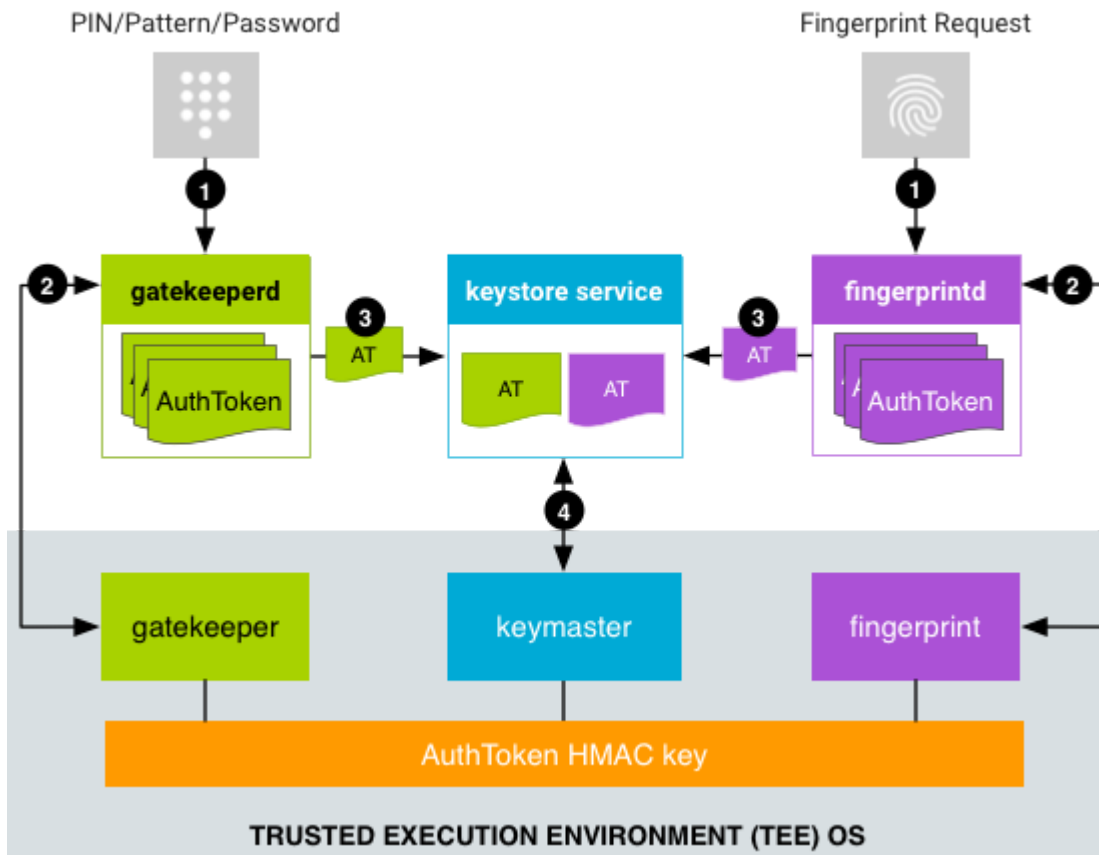 PIN/Pattern/Password
Fingerprint Request
1
1
2
gatekeeperd
keystore service
fingerprintd
2
3
AT
3
AT
A
A
AuthToken
AT
AT
A
A
AuthToken
4
gatekeeper
keymaster
fingerprint
AuthToken HMAC key
TRUSTED EXECUTION ENVIRONMENT (TEE) OS